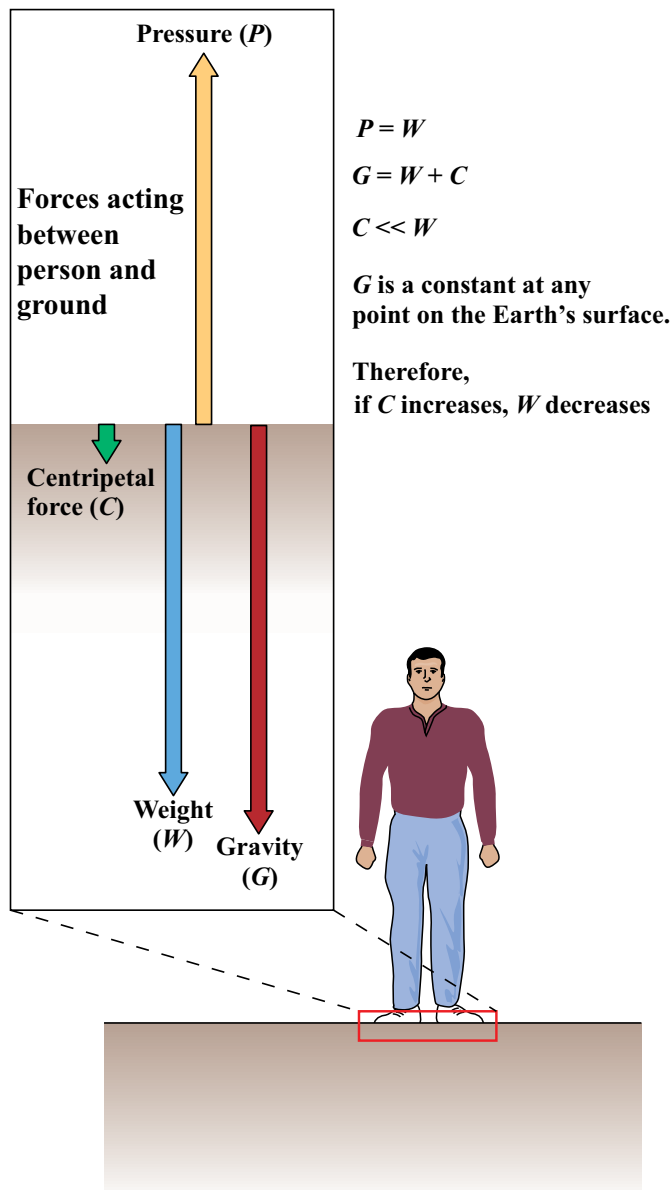 Pressure (P)
Forces acting
between
person and
ground
Centripetal
force (C)
Weight
(W)
Gravity
(G)
P = W
G = W + C
C << W
G is a constant at any
point on the Earth's surface.
Therefore,
if C increases, W decreases